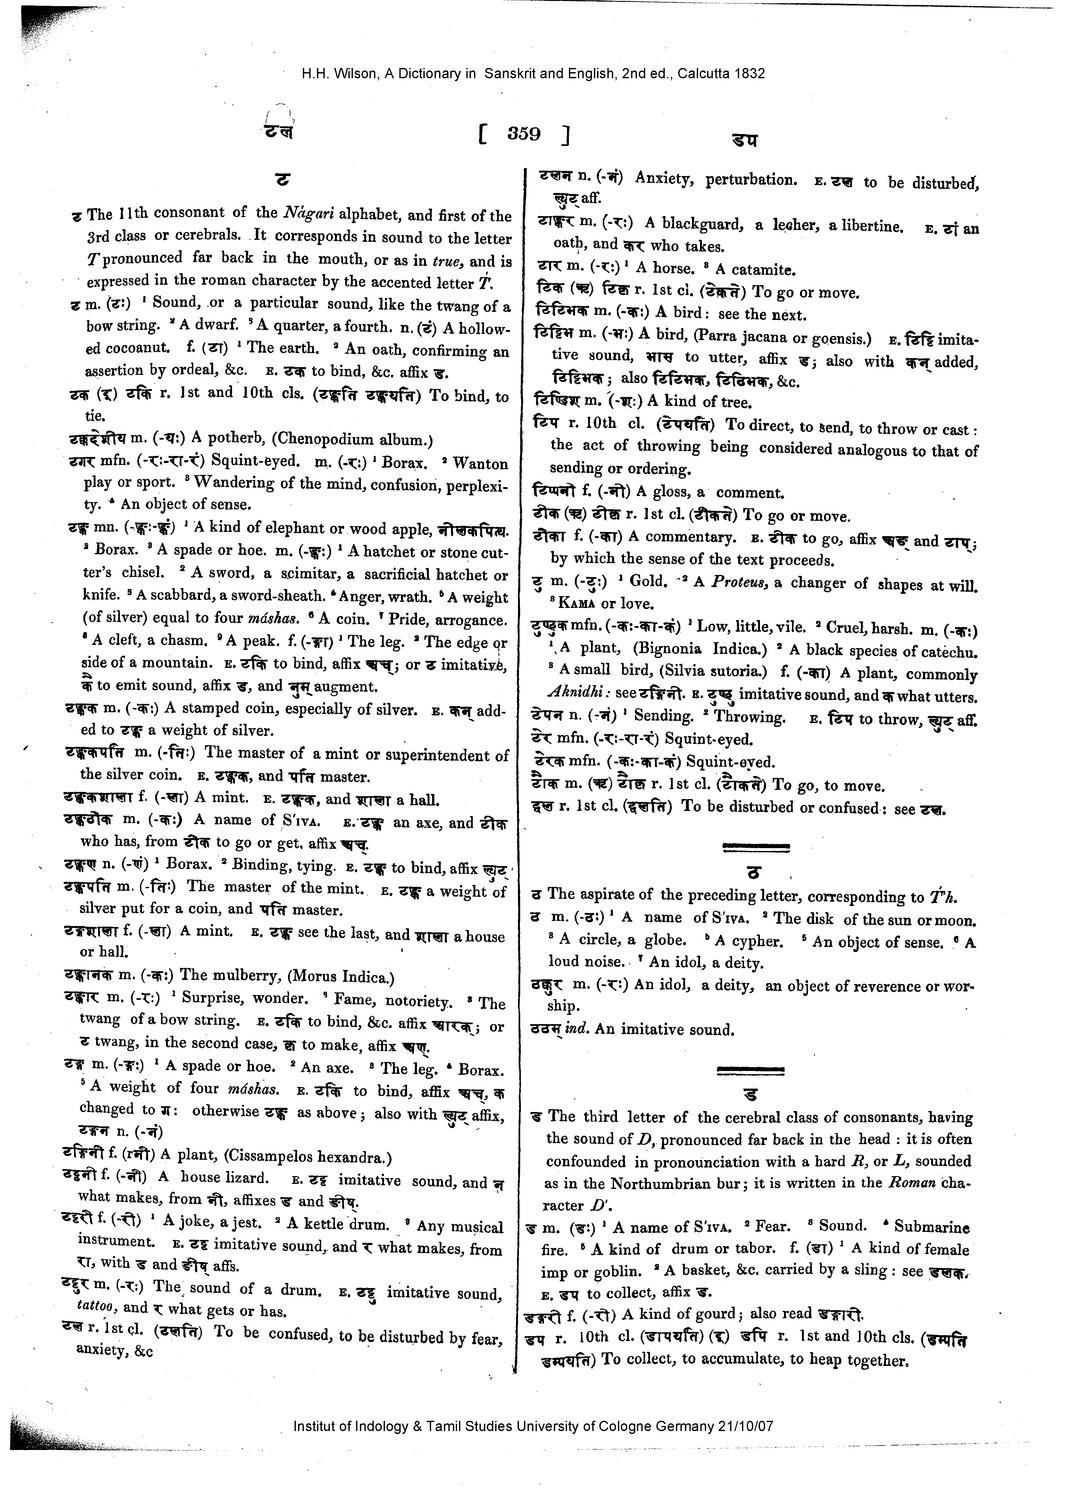 H.H. Wilson, A Dictionary in Sanskrit and English, 2nd ed., Calcutta 1832
टल [ 359 ] डप
ट
ट The 11th consonant of the Nágari alphabet, and first of the
3rd class or cerebrals. It corresponds in sound to the letter
T pronounced far back in the mouth, or as in true, and is
expressed in the roman character by the accented letter T́.
ट m. (टः) ¹ Sound, or a particular sound, like the twang of a
bow string. ² A dwarf. ³ A quarter, a fourth. n. (टं) A hollow-
ed cocoanut. f. (टा) ¹ The earth. ² An oath, confirming an
assertion by ordeal, &c. E. टक to bind, &c. affix ड.
टक (इ) टकि r. 1st and 10th cls. (टङ्कति टङ्कयति) To bind, to
tie.
टक्कदेशीय m. (-यः) A potherb, (Chenopodium album.)
टगर mfn. (-रः-रा-रं) Squint-eyed. m. (-रः) ¹ Borax. ² Wanton
play or sport. ³ Wandering of the mind, confusion, perplexi-
ty. ⁴ An object of sense.
टङ्क mn. (-ङ्कः-ङ्कं) ¹ A kind of elephant or wood apple, नीलकपित्थ.
² Borax. ³ A spade or hoe. m. (-ङ्कः) ¹ A hatchet or stone cut-
ter's chisel. ² A sword, a scimitar, a sacrificial hatchet or
knife. ³ A scabbard, a sword-sheath. ⁴ Anger, wrath. ⁵ A weight
(of silver) equal to four máshas. ⁶ A coin. ⁷ Pride, arrogance.
⁸ A cleft, a chasm. ⁹ A peak. f. (-ङ्का) ¹ The leg. ² The edge or
side of a mountain. E. टकि to bind, affix अच्; or ट imitative,
कै to emit sound, affix ड, and नुम् augment.
टङ्कक m. (-कः) A stamped coin, especially of silver. E. कन् add-
ed to टङ्क a weight of silver.
टङ्ककपति m. (-तिः) The master of a mint or superintendent of
the silver coin. E. टङ्कक, and पति master.
टङ्ककशाला f. (-ला) A mint. E. टङ्कक, and शाला a hall.
टङ्कटीक m. (-कः) A name of S'IVA. E. टङ्क an axe, and टीक
who has, from टीक to go or get, affix अच्.
टङ्कण n. (-णं) ¹ Borax. ² Binding, tying. E. टङ्क to bind, affix ल्युट्
टङ्कपति m. (-तिः) The master of the mint. E. टङ्क a weight of
silver put for a coin, and पति master.
टङ्कशाला f. (-ला) A mint. E. टङ्क see the last, and शाला a house
or hall.
टङ्कानक m. (-कः) The mulberry, (Morus Indica.)
टङ्कार m. (-रः) ¹ Surprise, wonder. ² Fame, notoriety. ³ The
twang of a bow string. E. टकि to bind, &c. affix आरक्; or
ट twang, in the second case, कृ to make, affix अण्.
टङ्ग m. (-ङ्गः) ¹ A spade or hoe. ² An axe. ³ The leg. ⁴ Borax.
⁵ A weight of four máshas. E. टकि to bind, affix अच्, क
changed to ग: otherwise टङ्क as above; also with ल्युट् affix,
टङ्गन n. (-नं)
टङ्गिनी f. (-नी) A plant, (Cissampelos hexandra.)
टट्टनी f. (-नी) A house lizard. E. टट्ट imitative sound, and न
what makes, from नी, affixes ड and ङीष्.
टट्टरी f. (-री) ¹ A joke, a jest. ² A kettle drum. ³ Any musical
instrument. E. टट्ट imitative sound, and र what makes, from
रा, with ड and ङीष् affs.
टट्टुर m. (-रः) The sound of a drum. E. टट्टु imitative sound,
tattoo, and र what gets or has.
टल r. 1st cl. (टलति) To be confused, to be disturbed by fear,
anxiety, &c
टलन n. (-नं) Anxiety, perturbation. E. टल to be disturbed,
ल्युट् aff.
टाङ्कर m. (-रः) A blackguard, a lecher, a libertine. E. टां an
oath, and कर who takes.
टार m. (-रः) ¹ A horse. ² A catamite.
टिक (ऋ) टिकृ r. 1st cl. (टेकते) To go or move.
टिटिभक m. (-कः) A bird: see the next.
टिट्टिभ m. (-भः) A bird, (Parra jacana or goensis.) E. टिट्टि imita-
tive sound, भास to utter, affix ड; also with कन् added,
टिट्टिभक; also टिटिभक, टिठिभक, &c.
टिण्डिश m. (-शः) A kind of tree.
टिप r. 10th cl. (टेपयति) To direct, to send, to throw or cast:
the act of throwing being considered analogous to that of
sending or ordering.
टिप्पनी f. (-नी) A gloss, a comment.
टीक (ऋ) टीकृ r. 1st cl. (टीकते) To go or move.
टीका f. (-का) A commentary. E. टीक to go, affix अङ् and टाप्;
by which the sense of the text proceeds.
टु m. (-टुः) ¹ Gold. ² A Proteus, a changer of shapes at will.
³ KAMA or love.
टुण्टुक mfn. (-कः-का-कं) ¹ Low, little, vile. ² Cruel, harsh. m. (-कः)
¹ A plant, (Bignonia Indica.) ² A black species of catechu.
³ A small bird, (Silvia sutoria.) f. (-का) A plant, commonly
Aknidhi: see टङ्गिनी. E. टुण्टु imitative sound, and क what utters.
टेपन n. (-नं) ¹ Sending. ² Throwing. E. टिप to throw, ल्युट् aff.
टेर mfn. (-रः-रा-रं) Squint-eyed.
टेरक mfn. (-कः-का-कं) Squint-eyed.
टैक m. (ऋ) टैकृ r. 1st cl. (टैकते) To go, to move.
ट्वल r. 1st cl. (ट्वलति) To be disturbed or confused: see टल.
ठ
ठ The aspirate of the preceding letter, corresponding to T́h.
ठ m. (-ठः) ¹ A name of S'IVA. ² The disk of the sun or moon.
³ A circle, a globe. ⁵ A cypher. ⁵ An object of sense. ⁶ A
loud noise. ⁷ An idol, a deity.
ठक्कुर m. (-रः) An idol, a deity, an object of reverence or wor-
ship.
ठठम् ind. An imitative sound.
ड
ड The third letter of the cerebral class of consonants, having
the sound of D, pronounced far back in the head: it is often
confounded in pronounciation with a hard R, or L, sounded
as in the Northumbrian bur; it is written in the Roman cha-
racter D́.
ड m. (डः) ¹ A name of S'IVA. ² Fear. ³ Sound. ⁴ Submarine
fire. ⁵ A kind of drum or tabor. f. (डा) ¹ A kind of female
imp or goblin. ² A basket, &c. carried by a sling: see डलक.
E. डप to collect, affix ड.
डङ्गरी f. (-री) A kind of gourd; also read डङ्गारी.
डप r. 10th cl. (डापयति) (इ) डपि r. 1st and 10th cls. (डम्पति
डम्पयति) To collect, to accumulate, to heap together.
Institut of Indology & Tamil Studies University of Cologne Germany 21/10/07